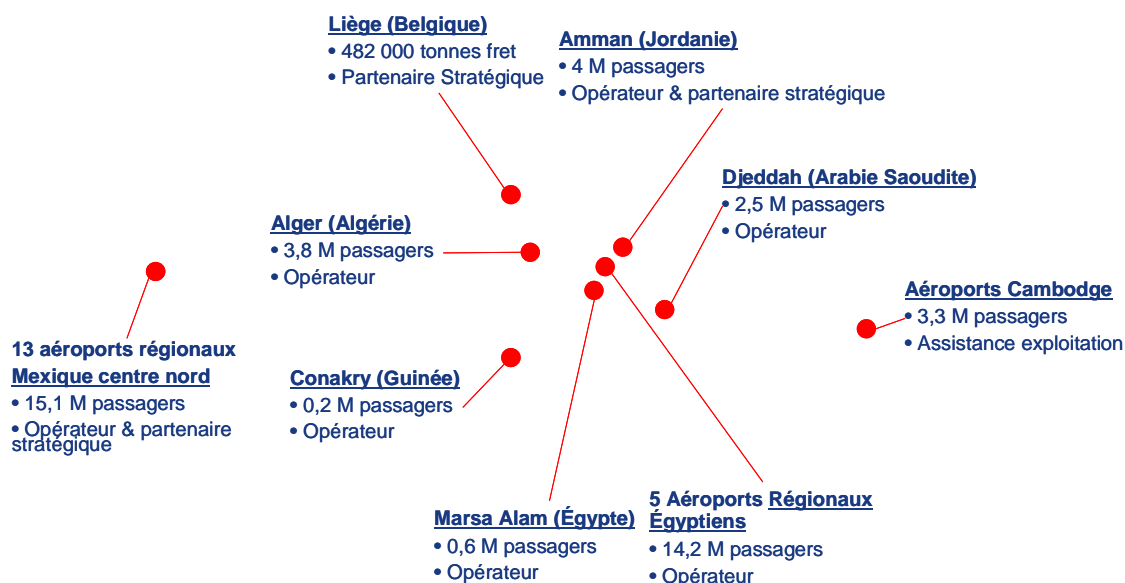 Liège (Belgique)
• 482 000 tonnes fret
• Partenaire Stratégique
Amman (Jordanie)
• 4 M passagers
• Opérateur & partenaire stratégique
Djeddah (Arabie Saoudite)
• 2,5 M passagers
• Opérateur
Alger (Algérie)
• 3,8 M passagers
• Opérateur
Aéroports Cambodge
• 3,3 M passagers
• Assistance exploitation
13 aéroports régionaux
Mexique centre nord
• 15,1 M passagers
• Opérateur & partenaire
stratégique
Conakry (Guinée)
• 0,2 M passagers
• Opérateur
Marsa Alam (Égypte)
• 0,6 M passagers
• Opérateur
5 Aéroports Régionaux
Égyptiens
• 14,2 M passagers
• Opérateur